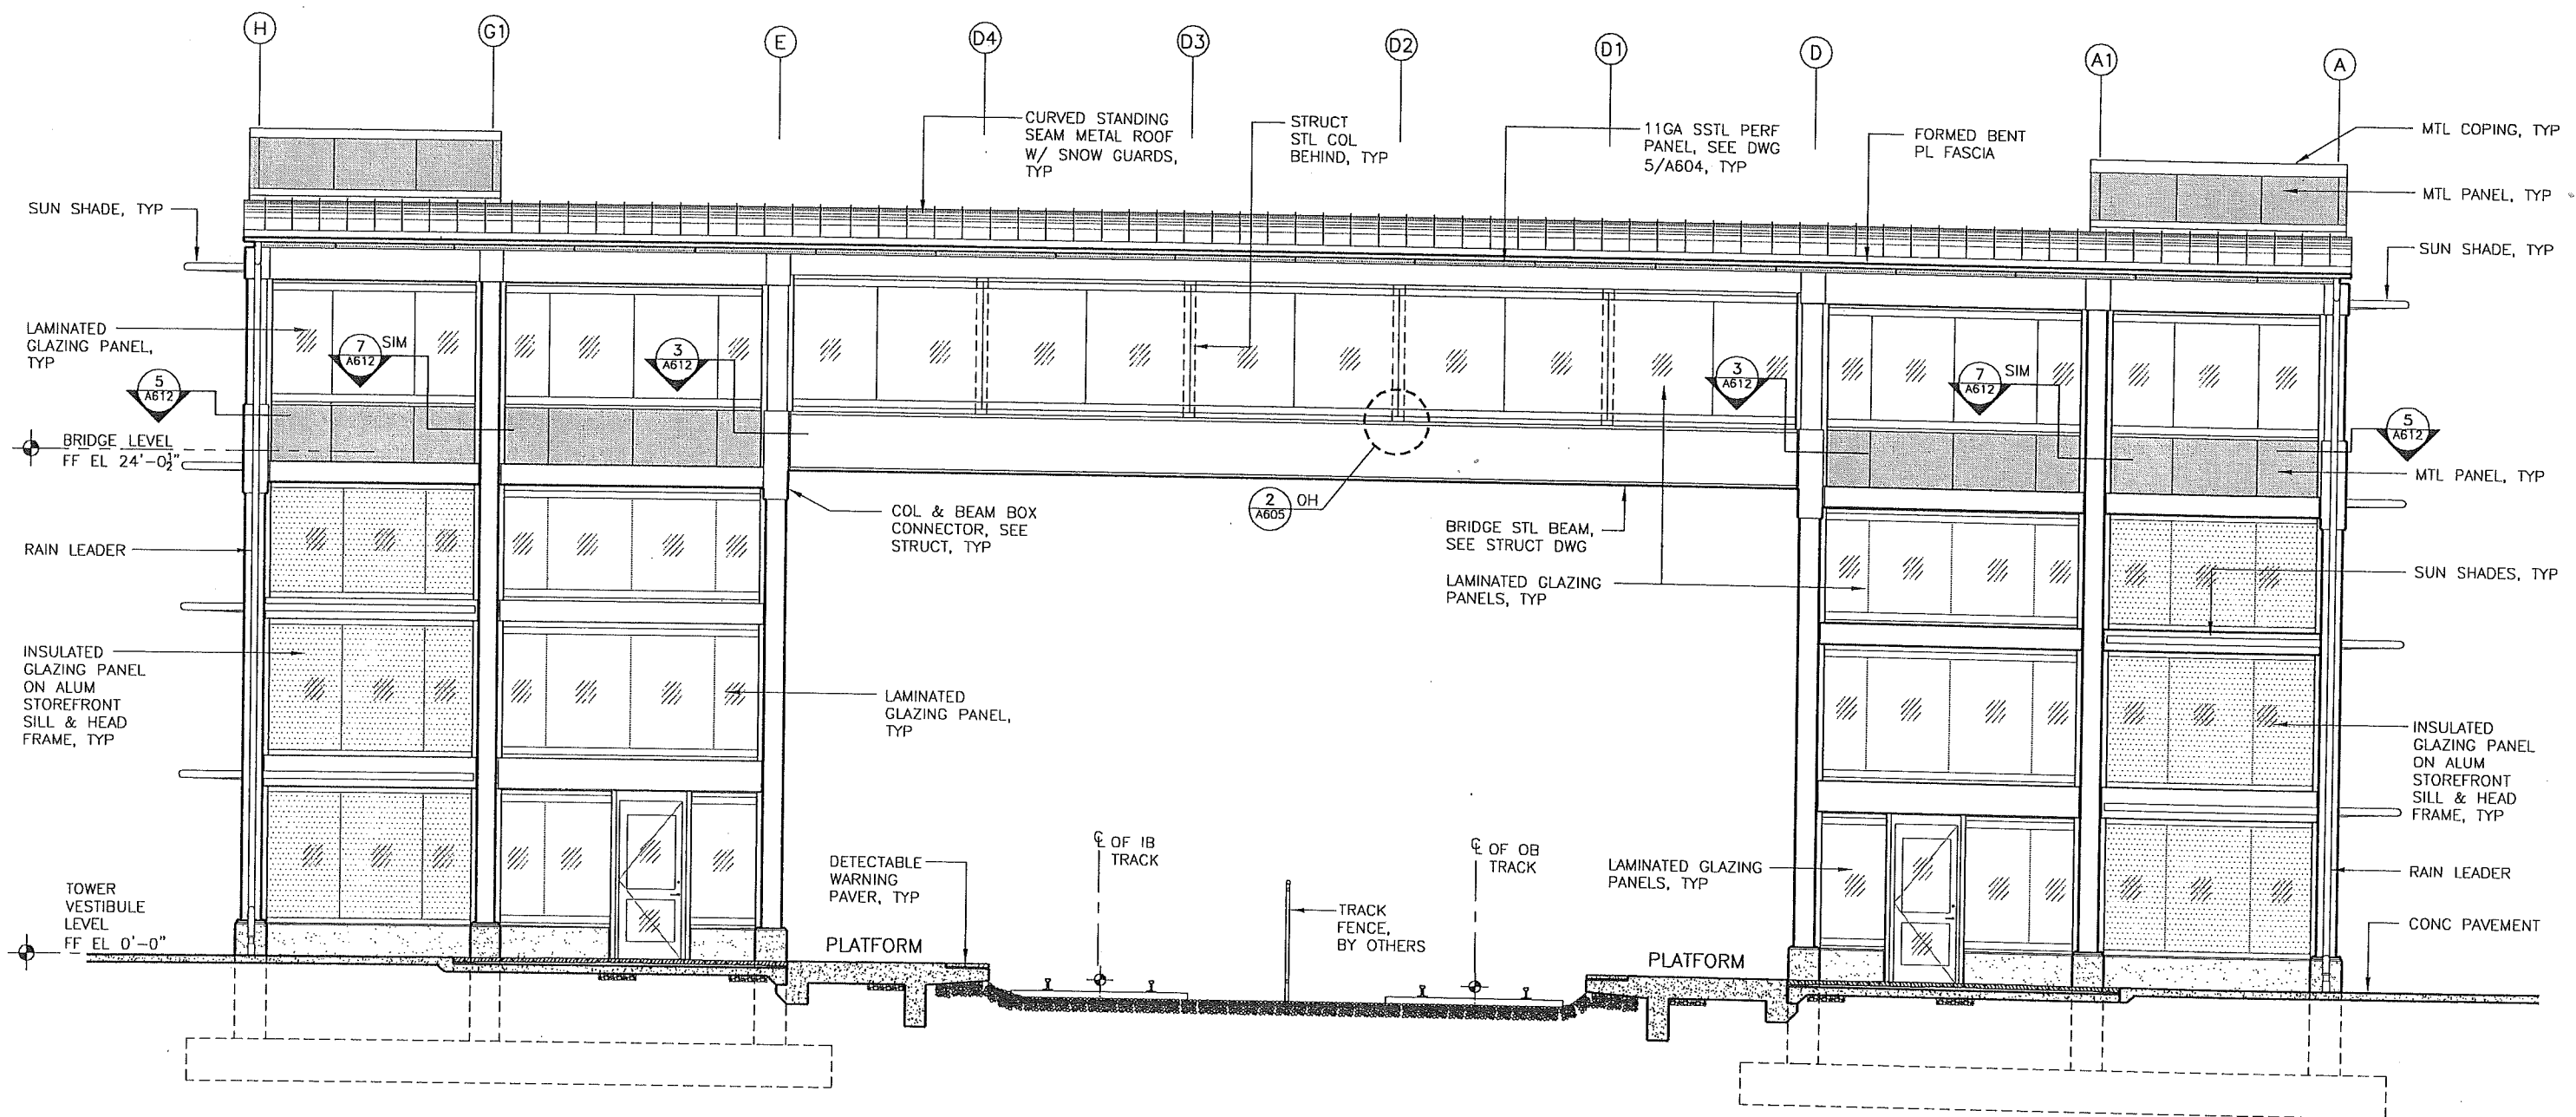 H
G1
E
D4
D3
D2
D1
D
A1
A
CURVED STANDING
SEAM METAL ROOF
W/ SNOW GUARDS,
TYP
STRUCT
STL COL
BEHIND, TYP
11GA SSTL PERF
PANEL, SEE DWG
5/A604, TYP
FORMED BENT
PL FASCIA
MTL COPING, TYP
MTL PANEL, TYP
SUN SHADE, TYP
SUN SHADE, TYP
LAMINATED
GLAZING PANEL,
TYP
7
A612
SIM
3
A612
5
A612
3
A612
7
A612
SIM
5
A612
BRIDGE LEVEL
FF EL 24'-0½"
MTL PANEL, TYP
2
A605
OH
COL & BEAM BOX
CONNECTOR, SEE
STRUCT, TYP
BRIDGE STL BEAM,
SEE STRUCT DWG
RAIN LEADER
LAMINATED GLAZING
PANELS, TYP
SUN SHADES, TYP
INSULATED
GLAZING PANEL
ON ALUM
STOREFRONT
SILL & HEAD
FRAME, TYP
LAMINATED
GLAZING PANEL,
TYP
INSULATED
GLAZING PANEL
ON ALUM
STOREFRONT
SILL & HEAD
FRAME, TYP
DETECTABLE
WARNING
PAVER, TYP
℄ OF IB
TRACK
℄ OF OB
TRACK
LAMINATED GLAZING
PANELS, TYP
RAIN LEADER
TOWER
VESTIBULE
LEVEL
FF EL 0'-0"
PLATFORM
TRACK
FENCE,
BY OTHERS
PLATFORM
CONC PAVEMENT